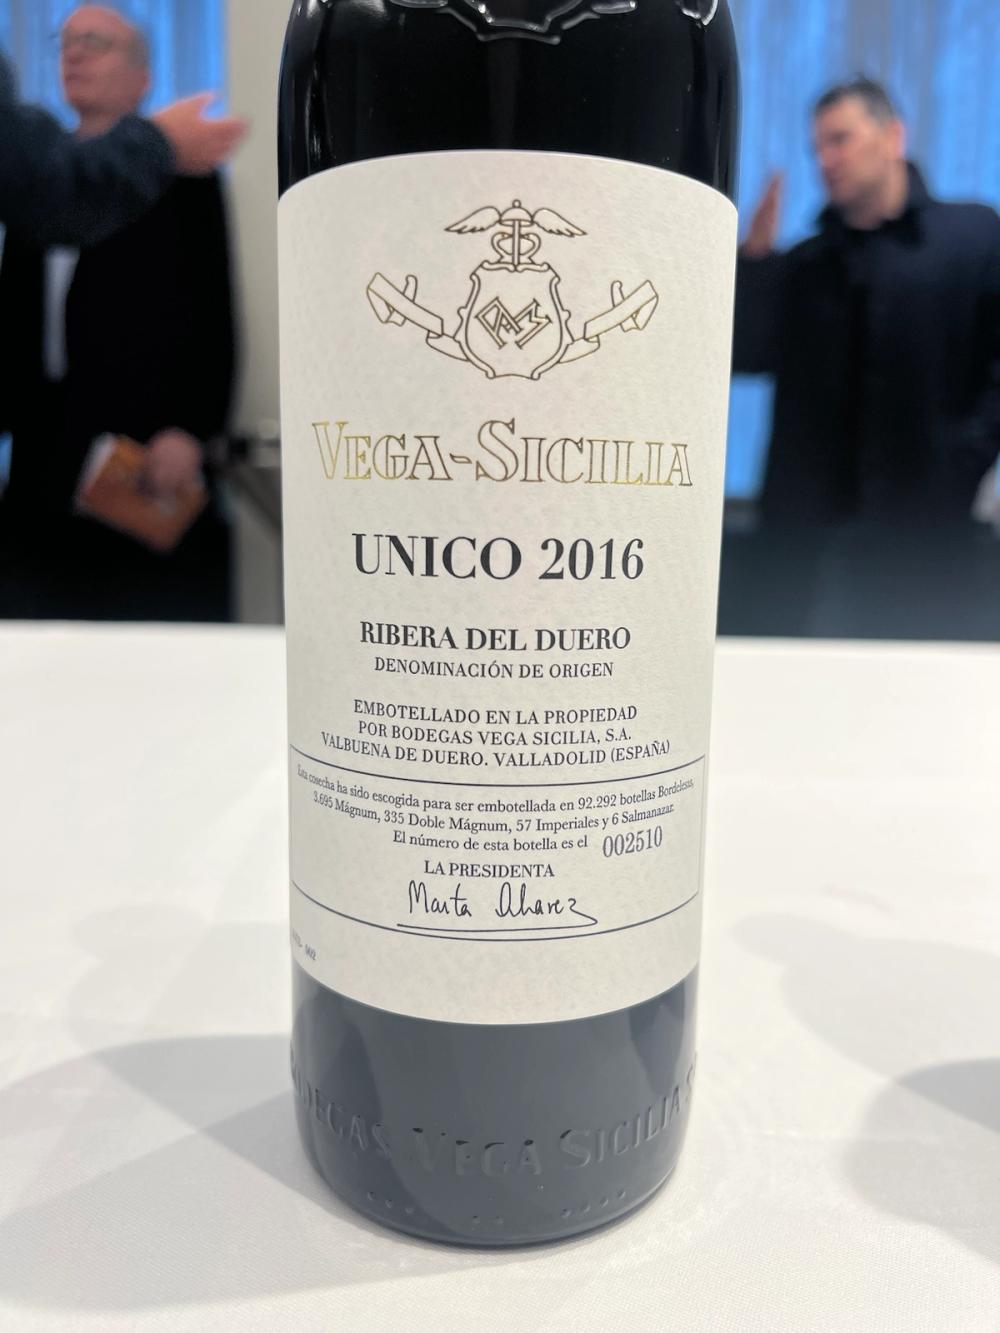 PAM
VEGA-SICILIA
UNICO 2016
RIBERA DEL DUERO
DENOMINACIÓN DE ORIGEN
EMBOTELLADO EN LA PROPIEDAD
POR BODEGAS VEGA SICILIA, S.A.
VALBUENA DE DUERO. VALLADOLID (ESPAÑA)
Esta cosecha ha sido escogida para ser embotellada en 92.292 botellas Bordelesas,
3.695 Mágnum, 335 Doble Mágnum, 57 Imperiales y 6 Salmanazar.
El número de esta botella es el 002510
LA PRESIDENTA
Marta Alvarez
002
BODEGAS VEGA SICILIA S